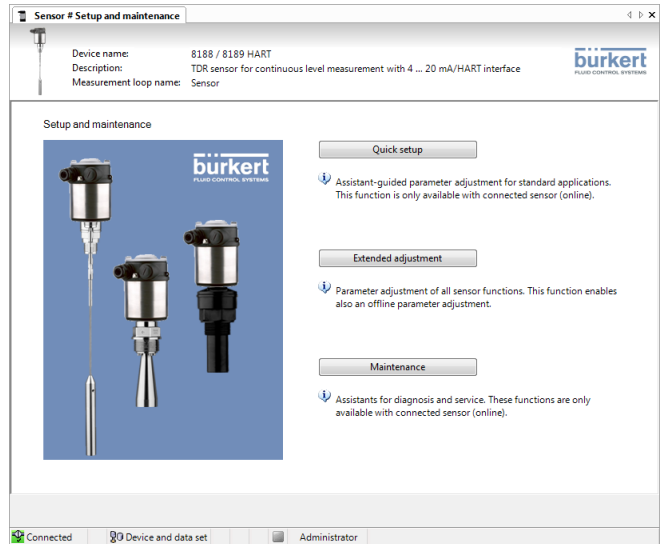 Sensor # Setup and maintenance
Device name: 8188 / 8189 HART
Description: TDR sensor for continuous level measurement with 4 ... 20 mA/HART interface
Measurement loop name: Sensor
bürkert
FLUID CONTROL SYSTEMS
Setup and maintenance
bürkert
FLUID CONTROL SYSTEMS
Quick setup
Assistant-guided parameter adjustment for standard applications.
This function is only available with connected sensor (online).
Extended adjustment
Parameter adjustment of all sensor functions. This function enables
also an offline parameter adjustment.
Maintenance
Assistants for diagnosis and service. These functions are only
available with connected sensor (online).
Connected Device and data set Administrator